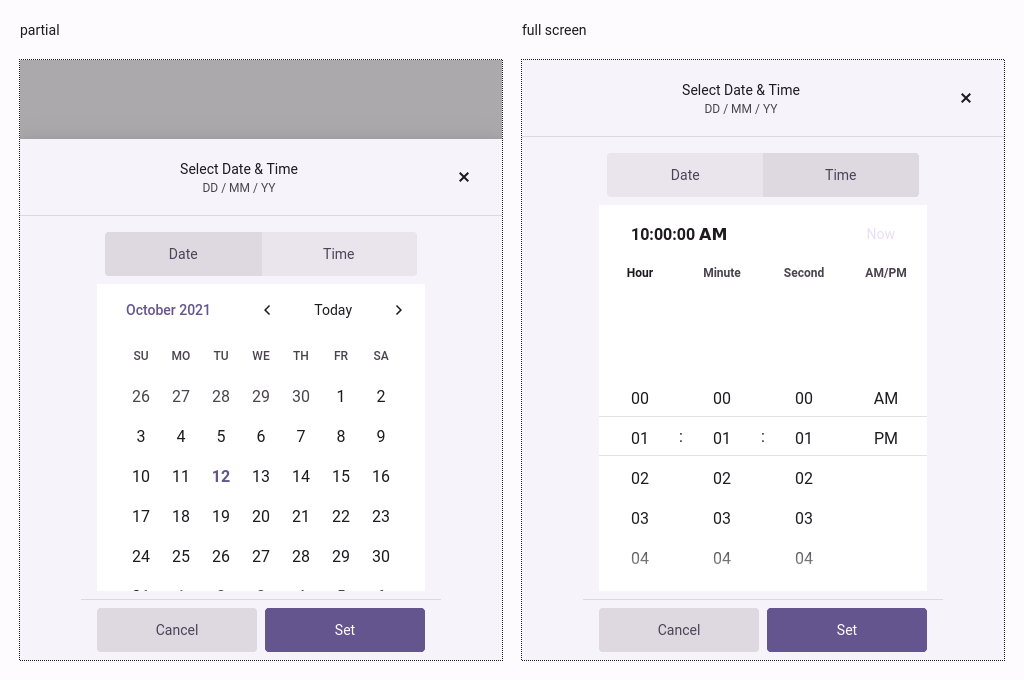 partial
Select Date & Time
DD / MM / YY
Date Time
October 2021 Today
SU MO TU WE TH FR SA
26 27 28 29 30 1 2
3 4 5 6 7 8 9
10 11 12 13 14 15 16
17 18 19 20 21 22 23
24 25 26 27 28 29 30
Cancel Set
full screen
Select Date & Time
DD / MM / YY
Date Time
10:00:00 AM Now
Hour Minute Second AM/PM
00 00 00 AM
01 : 01 : 01 PM
02 02 02
03 03 03
04 04 04
Cancel Set